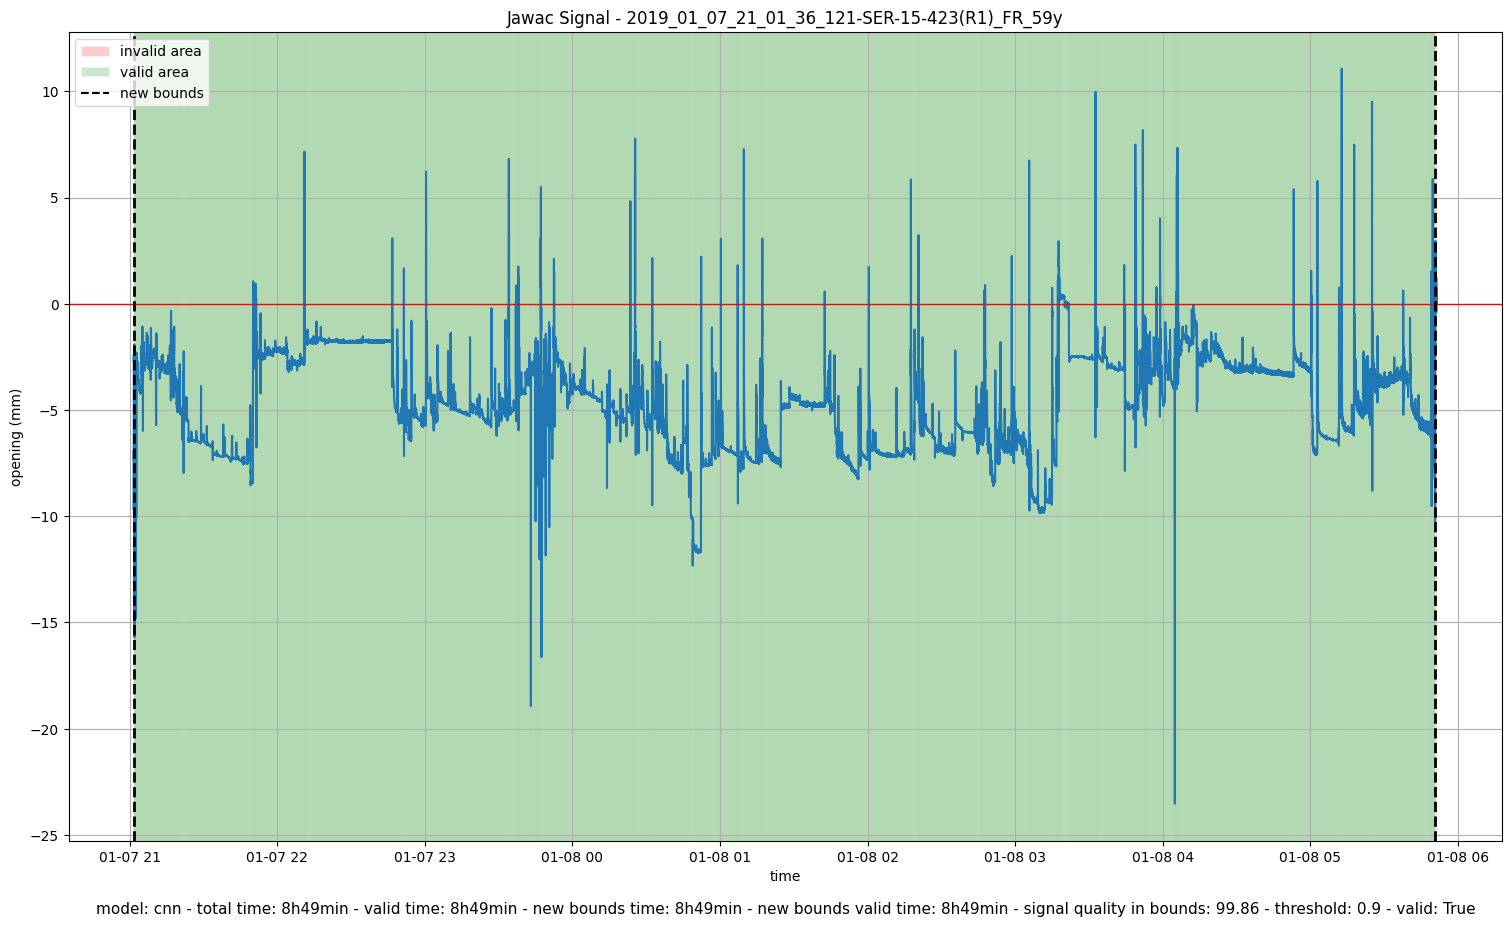 Jawac Signal - 2019_01_07_21_01_36_121-SER-15-423(R1)_FR_59y
invalid area
valid area
new bounds
10
5
0
−5
−10
−15
−20
−25
opening (mm)
01-07 21
01-07 22
01-07 23
01-08 00
01-08 01
01-08 02
01-08 03
01-08 04
01-08 05
01-08 06
time
model: cnn - total time: 8h49min - valid time: 8h49min - new bounds time: 8h49min - new bounds valid time: 8h49min - signal quality in bounds: 99.86 - threshold: 0.9 - valid: True